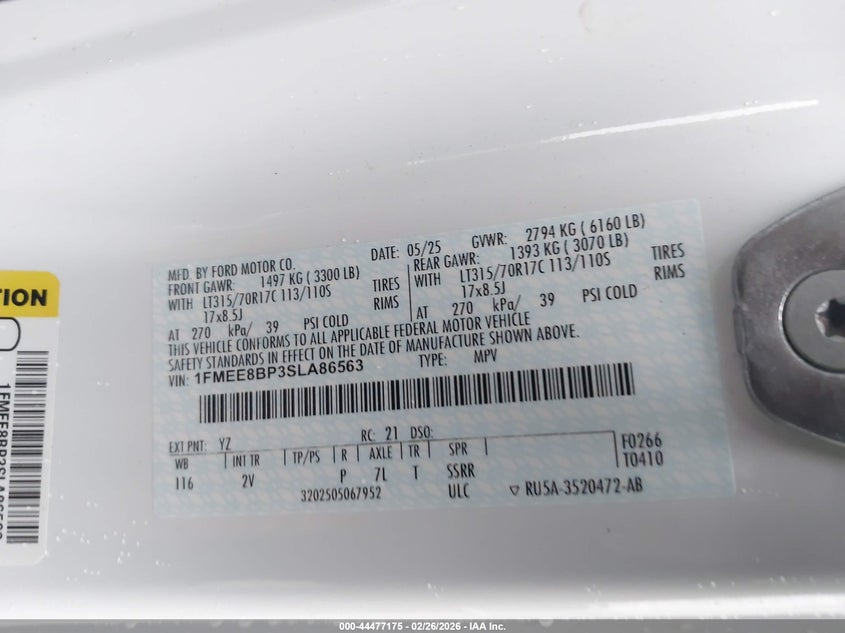 MFD. BY FORD MOTOR CO.
DATE: 05/25
GVWR: 2794 KG ( 6160 LB)
FRONT GAWR: 1497 KG ( 3300 LB)
REAR GAWR: 1393 KG ( 3070 LB)
WITH LT315/70R17C 113/110S TIRES
WITH LT315/70R17C 113/110S TIRES
17x8.5J RIMS
17x8.5J RIMS
AT 270 kPa/ 39 PSI COLD
AT 270 kPa/ 39 PSI COLD
THIS VEHICLE CONFORMS TO ALL APPLICABLE FEDERAL MOTOR VEHICLE
SAFETY STANDARDS IN EFFECT ON THE DATE OF MANUFACTURE SHOWN ABOVE.
VIN: 1FMEE8BP3SLA86563 TYPE: MPV
EXT PNT: YZ RC: 21 DSO: F0266
WB INT TR TP/PS R AXLE TR SPR T0410
116 2V P 7L T SSRR
3202505067952 ULC ▽ RU5A-3520472-AB
TION
000-44477175 - 02/26/2026 - IAA Inc.